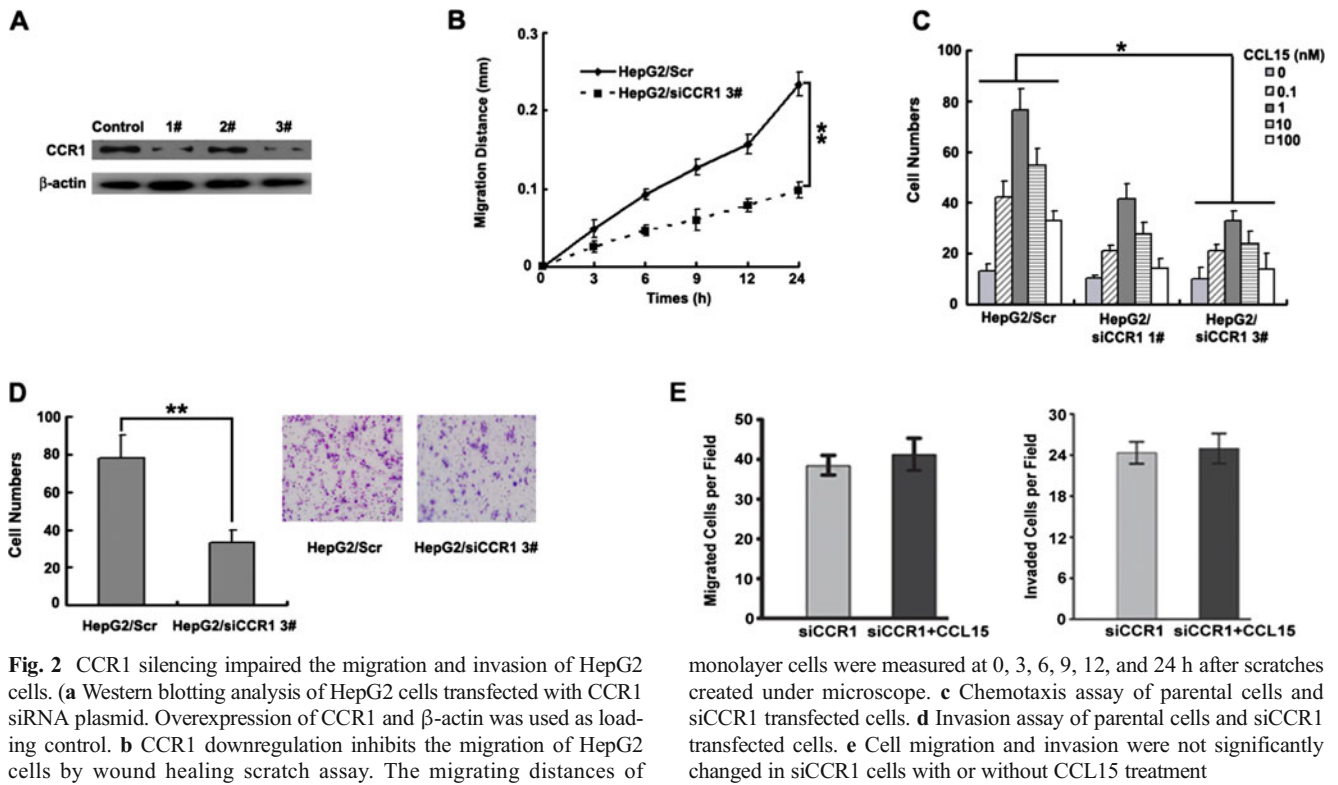 A
Control 1# 2# 3#
CCR1
β-actin
B
0.3
0.2
0.1
0
Migration Distance (mm)
HepG2/Scr
HepG2/siCCR1 3#
**
0 3 6 9 12 24
Times (h)
C
100
80
60
40
20
0
Cell Numbers
*
CCL15 (nM)
0
0.1
1
10
100
HepG2/Scr
HepG2/
siCCR1 1#
HepG2/
siCCR1 3#
D
100
80
60
40
20
0
Cell Numbers
**
HepG2/Scr HepG2/siCCR1 3#
HepG2/Scr HepG2/siCCR1 3#
E
50
40
30
20
10
0
Migrated Cells per Field
siCCR1 siCCR1+CCL15
30
24
18
12
6
0
Invaded Cells per Field
siCCR1 siCCR1+CCL15
Fig. 2 CCR1 silencing impaired the migration and invasion of HepG2
cells. (a Western blotting analysis of HepG2 cells transfected with CCR1
siRNA plasmid. Overexpression of CCR1 and β-actin was used as load-
ing control. b CCR1 downregulation inhibits the migration of HepG2
cells by wound healing scratch assay. The migrating distances of
monolayer cells were measured at 0, 3, 6, 9, 12, and 24 h after scratches
created under microscope. c Chemotaxis assay of parental cells and
siCCR1 transfected cells. d Invasion assay of parental cells and siCCR1
transfected cells. e Cell migration and invasion were not significantly
changed in siCCR1 cells with or without CCL15 treatment